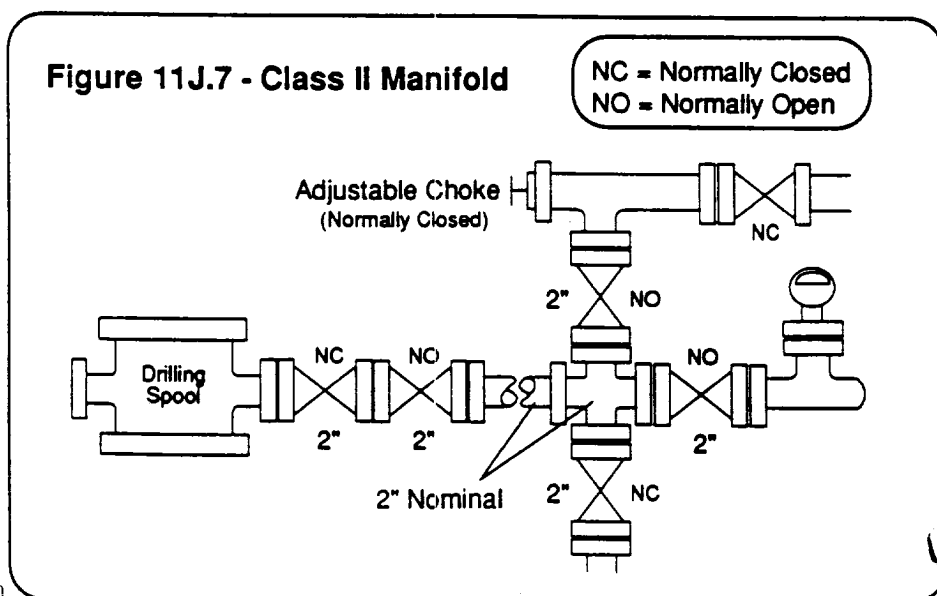 Figure 11J.7 - Class II Manifold
NC = Normally Closed
NO = Normally Open
Adjustable Choke
(Normally Closed)
NC
2" NO
NC NO NO
Drilling
Spool
2" 2" 2"
2" Nominal
2" NC